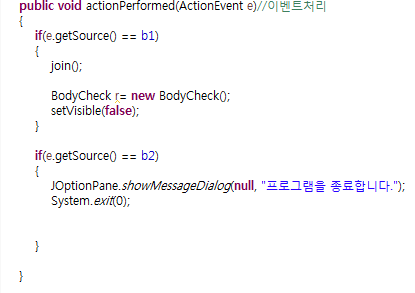 public void actionPerformed(ActionEvent e)//이벤트처리
{
if(e.getSource() == b1)
{
join();
BodyCheck r= new BodyCheck();
setVisible(false);
}
if(e.getSource() == b2)
{
JOptionPane.showMessageDialog(null, "프로그램을 종료합니다.");
System.exit(0);
}
}